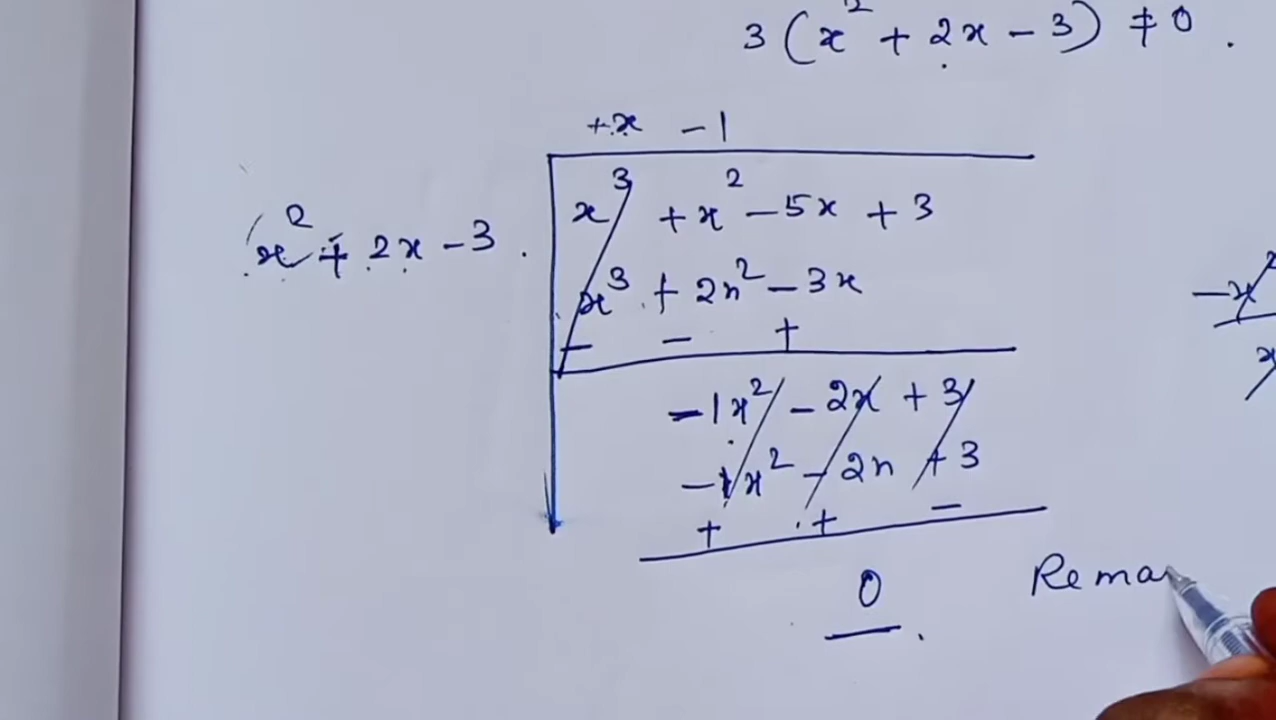 3 (x² + 2x - 3) ≠ 0 .
+x - 1
x² + 2x - 3 . x³ + x² - 5x + 3
x³ + 2x² - 3x
- - +
-1x² - 2x + 3
-1x² - 2x + 3
+ + -
0 .
Rema